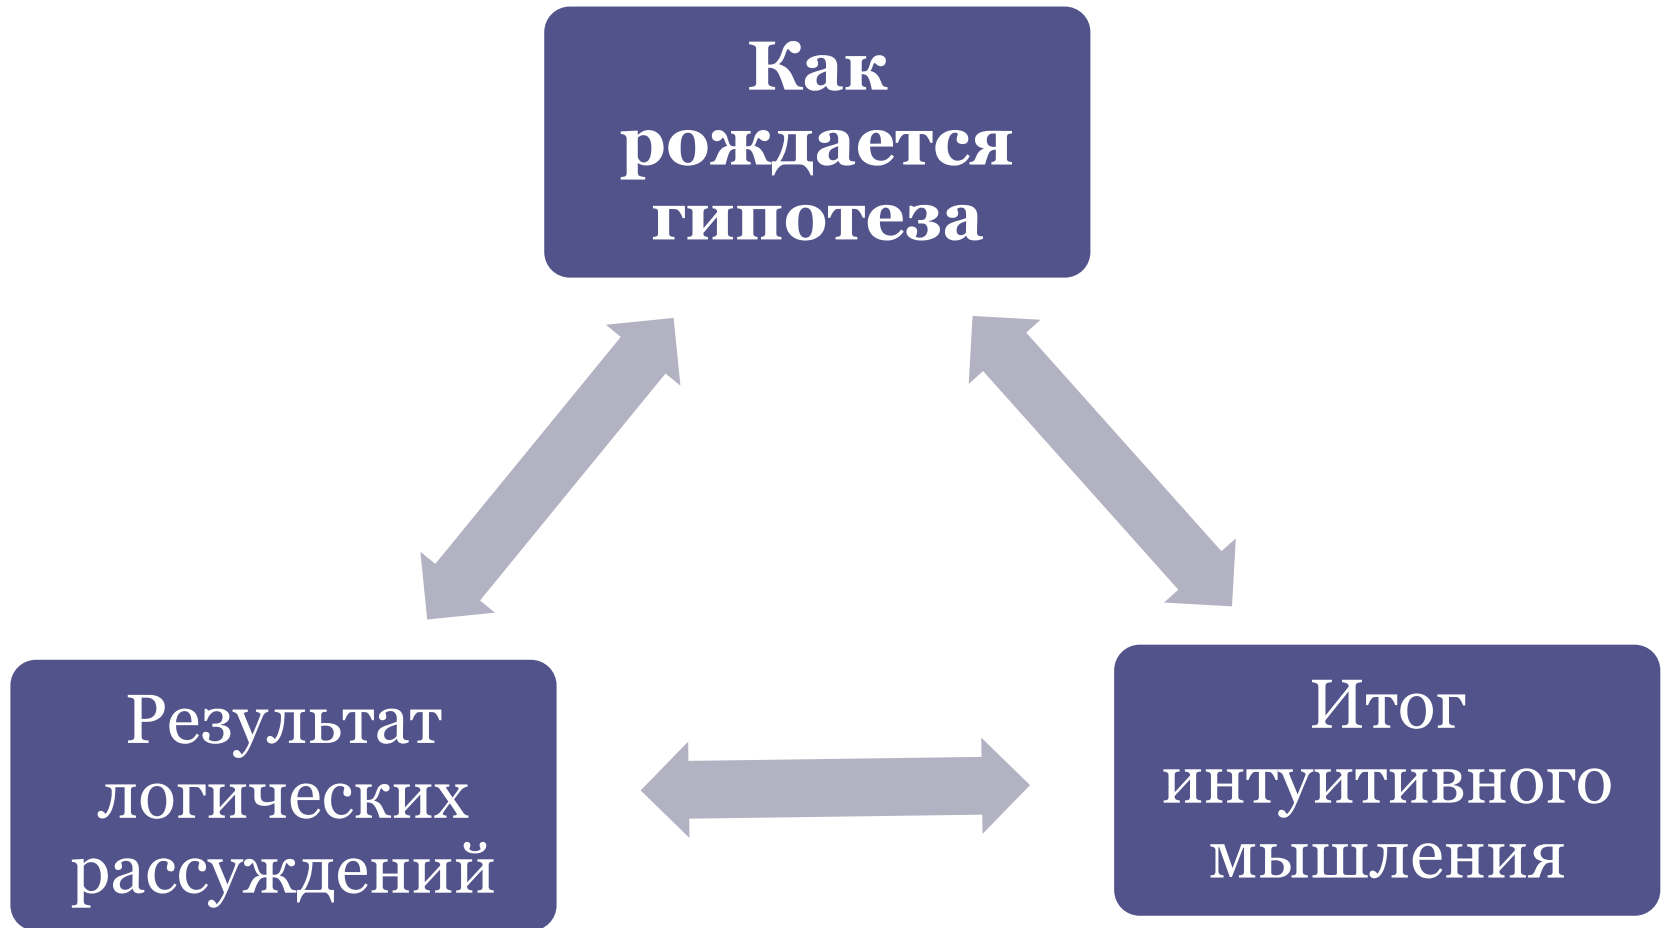 Как
рождается
гипотеза
Результат
логических
рассуждений
Итог
интуитивного
мышления